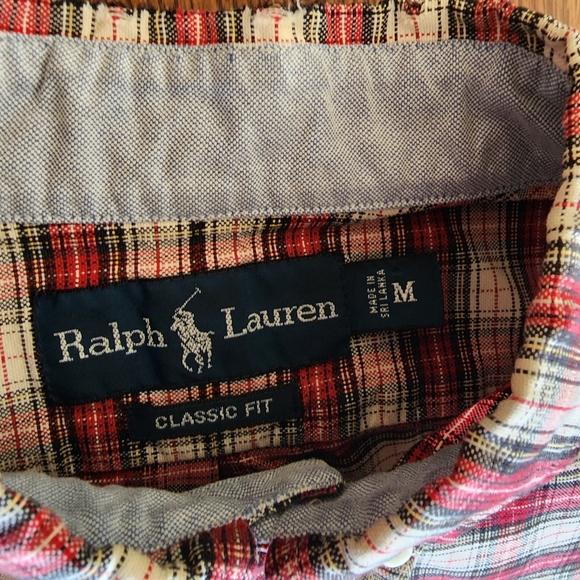 Ralph Lauren
MADE IN
SRI LANKA
M
CLASSIC FIT